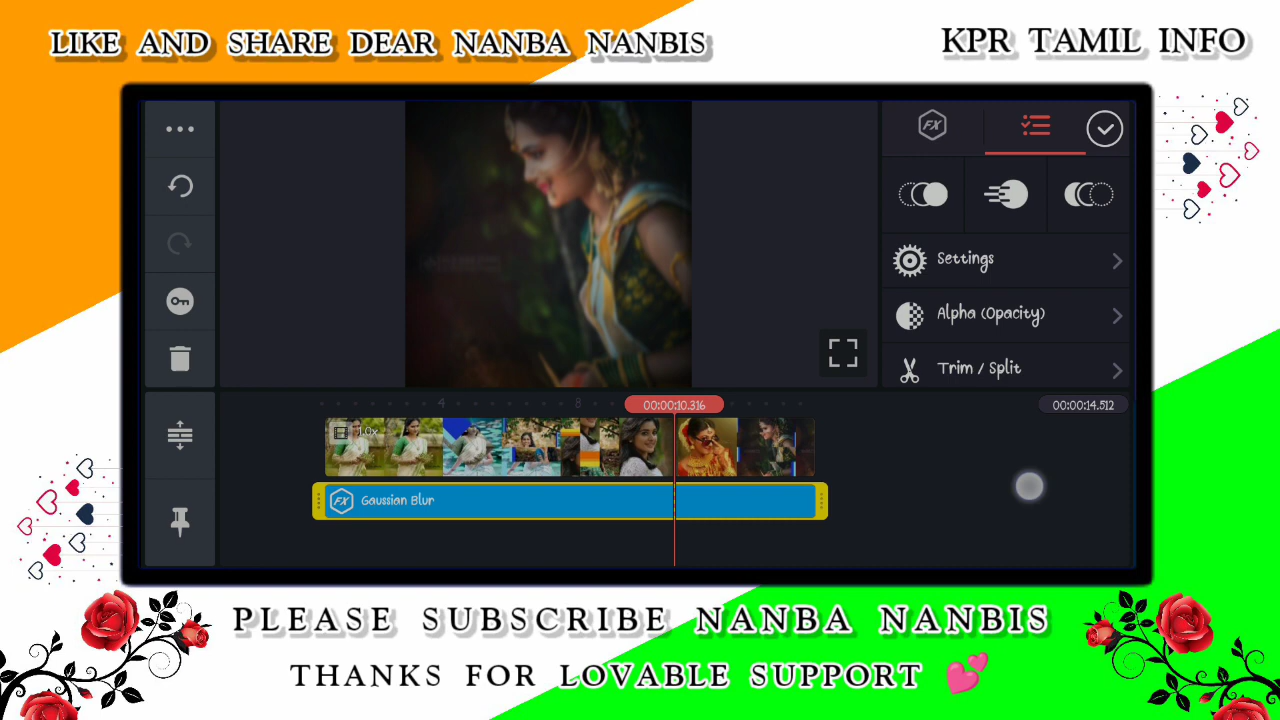 LIKE AND SHARE DEAR NANBA NANBIS
KPR TAMIL INFO
FX
Settings
Alpha (Opacity)
Trim / Split
4
8
00:00:10.316
00:00:14.512
1.0x
FX Gaussian Blur
PLEASE SUBSCRIBE NANBA NANBIS
THANKS FOR LOVABLE SUPPORT 💕